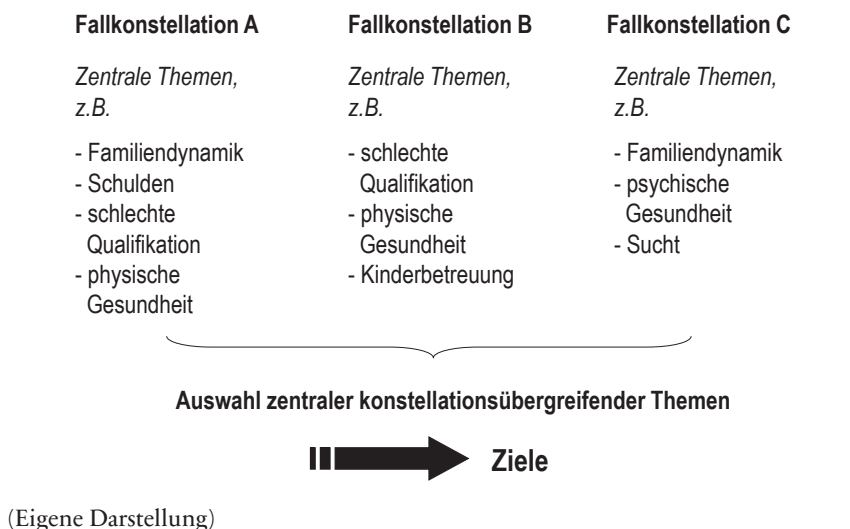 Fallkonstellation A
Zentrale Themen,
z.B.
- Familiendynamik
- Schulden
- schlechte
Qualifikation
- physische
Gesundheit
Fallkonstellation B
Zentrale Themen,
z.B.
- schlechte
Qualifikation
- physische
Gesundheit
- Kinderbetreuung
Fallkonstellation C
Zentrale Themen,
z.B.
- Familiendynamik
- psychische
Gesundheit
- Sucht
Auswahl zentraler konstellationsübergreifender Themen
Ziele
(Eigene Darstellung)